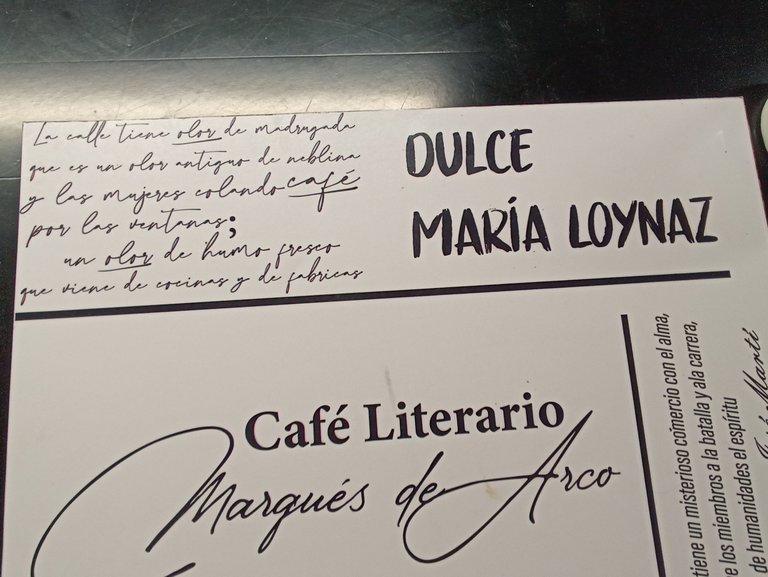 La calle tiene olor de madrugada
que es un olor antiguo de neblina
y las mujeres colando café
por las ventanas;
un olor de humo fresco
que viene de cocinas y de fabricas
DULCE
MARÍA LOYNAZ
Café Literario
Marqués de Arco
tiene un misterioso comercio con el alma,
los miembros a la batalla y ala carrera,
de humanidades el espíritu
Martí